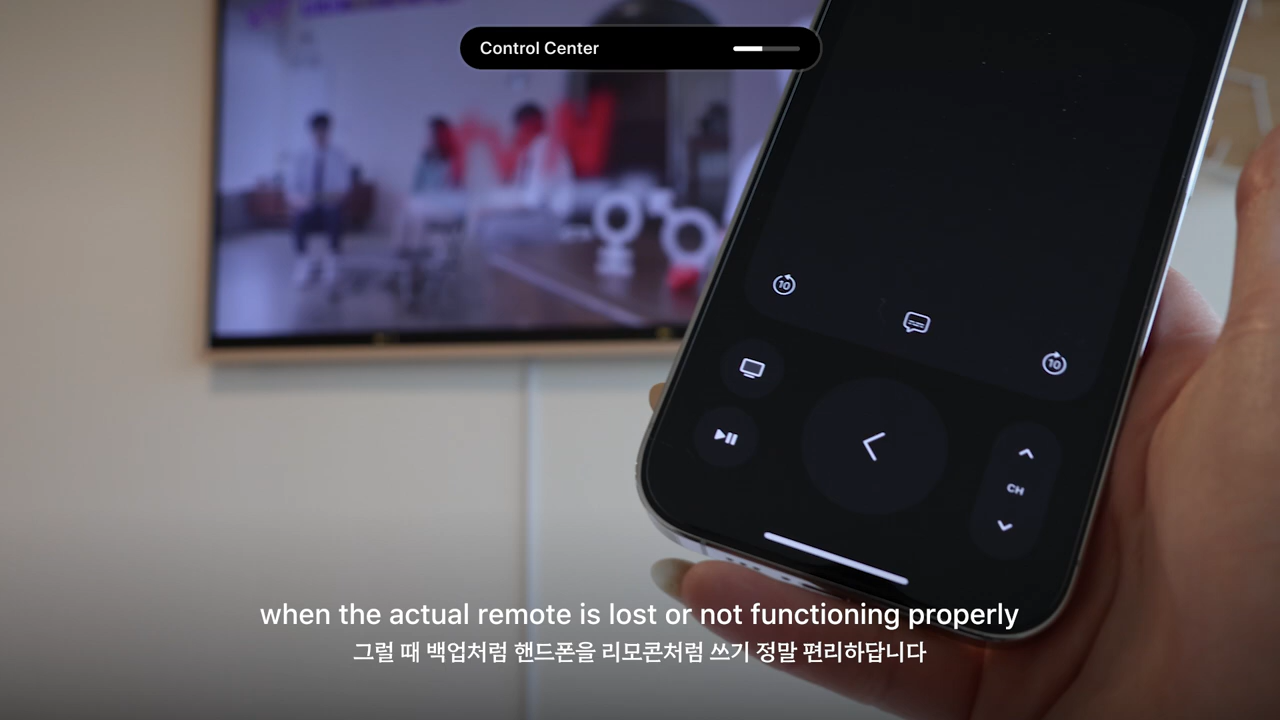 Control Center
10
10
CH
when the actual remote is lost or not functioning properly
그럴 때 백업처럼 핸드폰을 리모콘처럼 쓰기 정말 편리하답니다